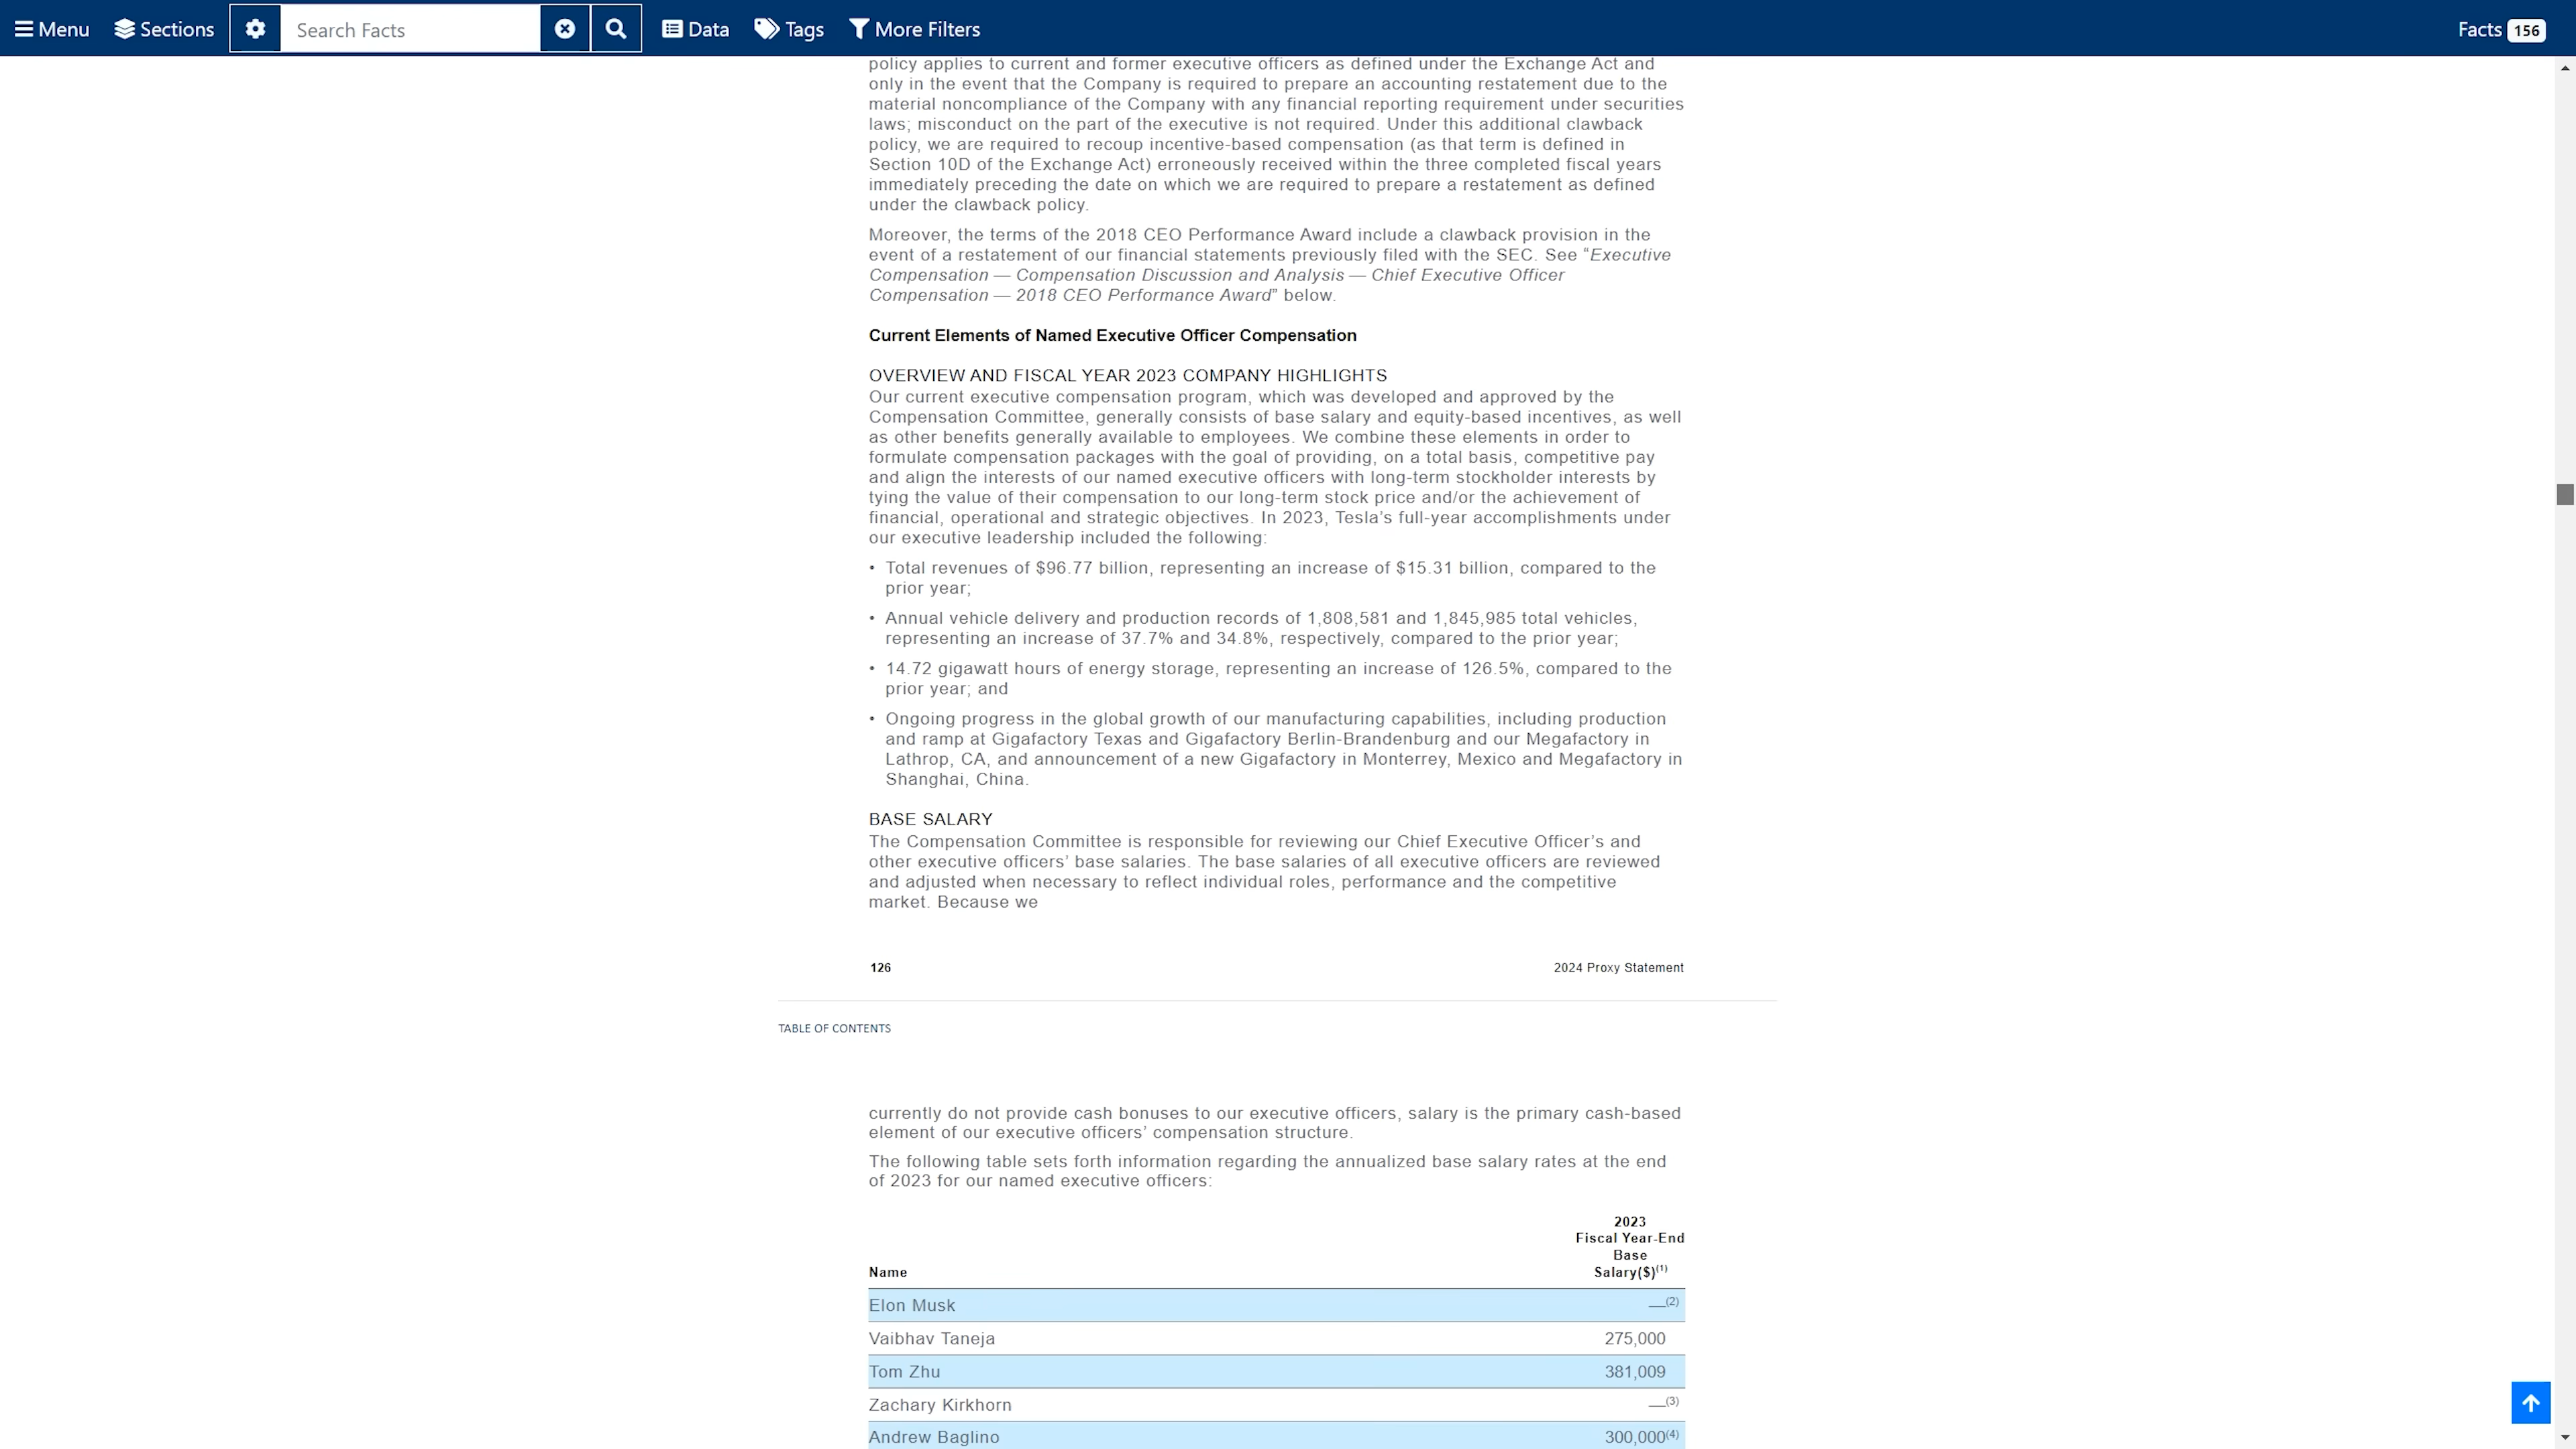 Menu Sections Search Facts Data Tags More Filters Facts 156
policy applies to current and former executive officers as defined under the Exchange Act and
only in the event that the Company is required to prepare an accounting restatement due to the
material noncompliance of the Company with any financial reporting requirement under securities
laws; misconduct on the part of the executive is not required. Under this additional clawback
policy, we are required to recoup incentive-based compensation (as that term is defined in
Section 10D of the Exchange Act) erroneously received within the three completed fiscal years
immediately preceding the date on which we are required to prepare a restatement as defined
under the clawback policy.
Moreover, the terms of the 2018 CEO Performance Award include a clawback provision in the
event of a restatement of our financial statements previously filed with the SEC. See “Executive
Compensation — Compensation Discussion and Analysis — Chief Executive Officer
Compensation — 2018 CEO Performance Award” below.
Current Elements of Named Executive Officer Compensation
OVERVIEW AND FISCAL YEAR 2023 COMPANY HIGHLIGHTS
Our current executive compensation program, which was developed and approved by the
Compensation Committee, generally consists of base salary and equity-based incentives, as well
as other benefits generally available to employees. We combine these elements in order to
formulate compensation packages with the goal of providing, on a total basis, competitive pay
and align the interests of our named executive officers with long-term stockholder interests by
tying the value of their compensation to our long-term stock price and/or the achievement of
financial, operational and strategic objectives. In 2023, Tesla’s full-year accomplishments under
our executive leadership included the following:
• Total revenues of $96.77 billion, representing an increase of $15.31 billion, compared to the
prior year;
• Annual vehicle delivery and production records of 1,808,581 and 1,845,985 total vehicles,
representing an increase of 37.7% and 34.8%, respectively, compared to the prior year;
• 14.72 gigawatt hours of energy storage, representing an increase of 126.5%, compared to the
prior year; and
• Ongoing progress in the global growth of our manufacturing capabilities, including production
and ramp at Gigafactory Texas and Gigafactory Berlin-Brandenburg and our Megafactory in
Lathrop, CA, and announcement of a new Gigafactory in Monterrey, Mexico and Megafactory in
Shanghai, China.
BASE SALARY
The Compensation Committee is responsible for reviewing our Chief Executive Officer’s and
other executive officers’ base salaries. The base salaries of all executive officers are reviewed
and adjusted when necessary to reflect individual roles, performance and the competitive
market. Because we
126 2024 Proxy Statement
TABLE OF CONTENTS
currently do not provide cash bonuses to our executive officers, salary is the primary cash-based
element of our executive officers’ compensation structure.
The following table sets forth information regarding the annualized base salary rates at the end
of 2023 for our named executive officers:
2023
Fiscal Year-End
Base
Name Salary($)(1)
Elon Musk —(2)
Vaibhav Taneja 275,000
Tom Zhu 381,009
Zachary Kirkhorn —(3)
Andrew Baglino 300,000(4)